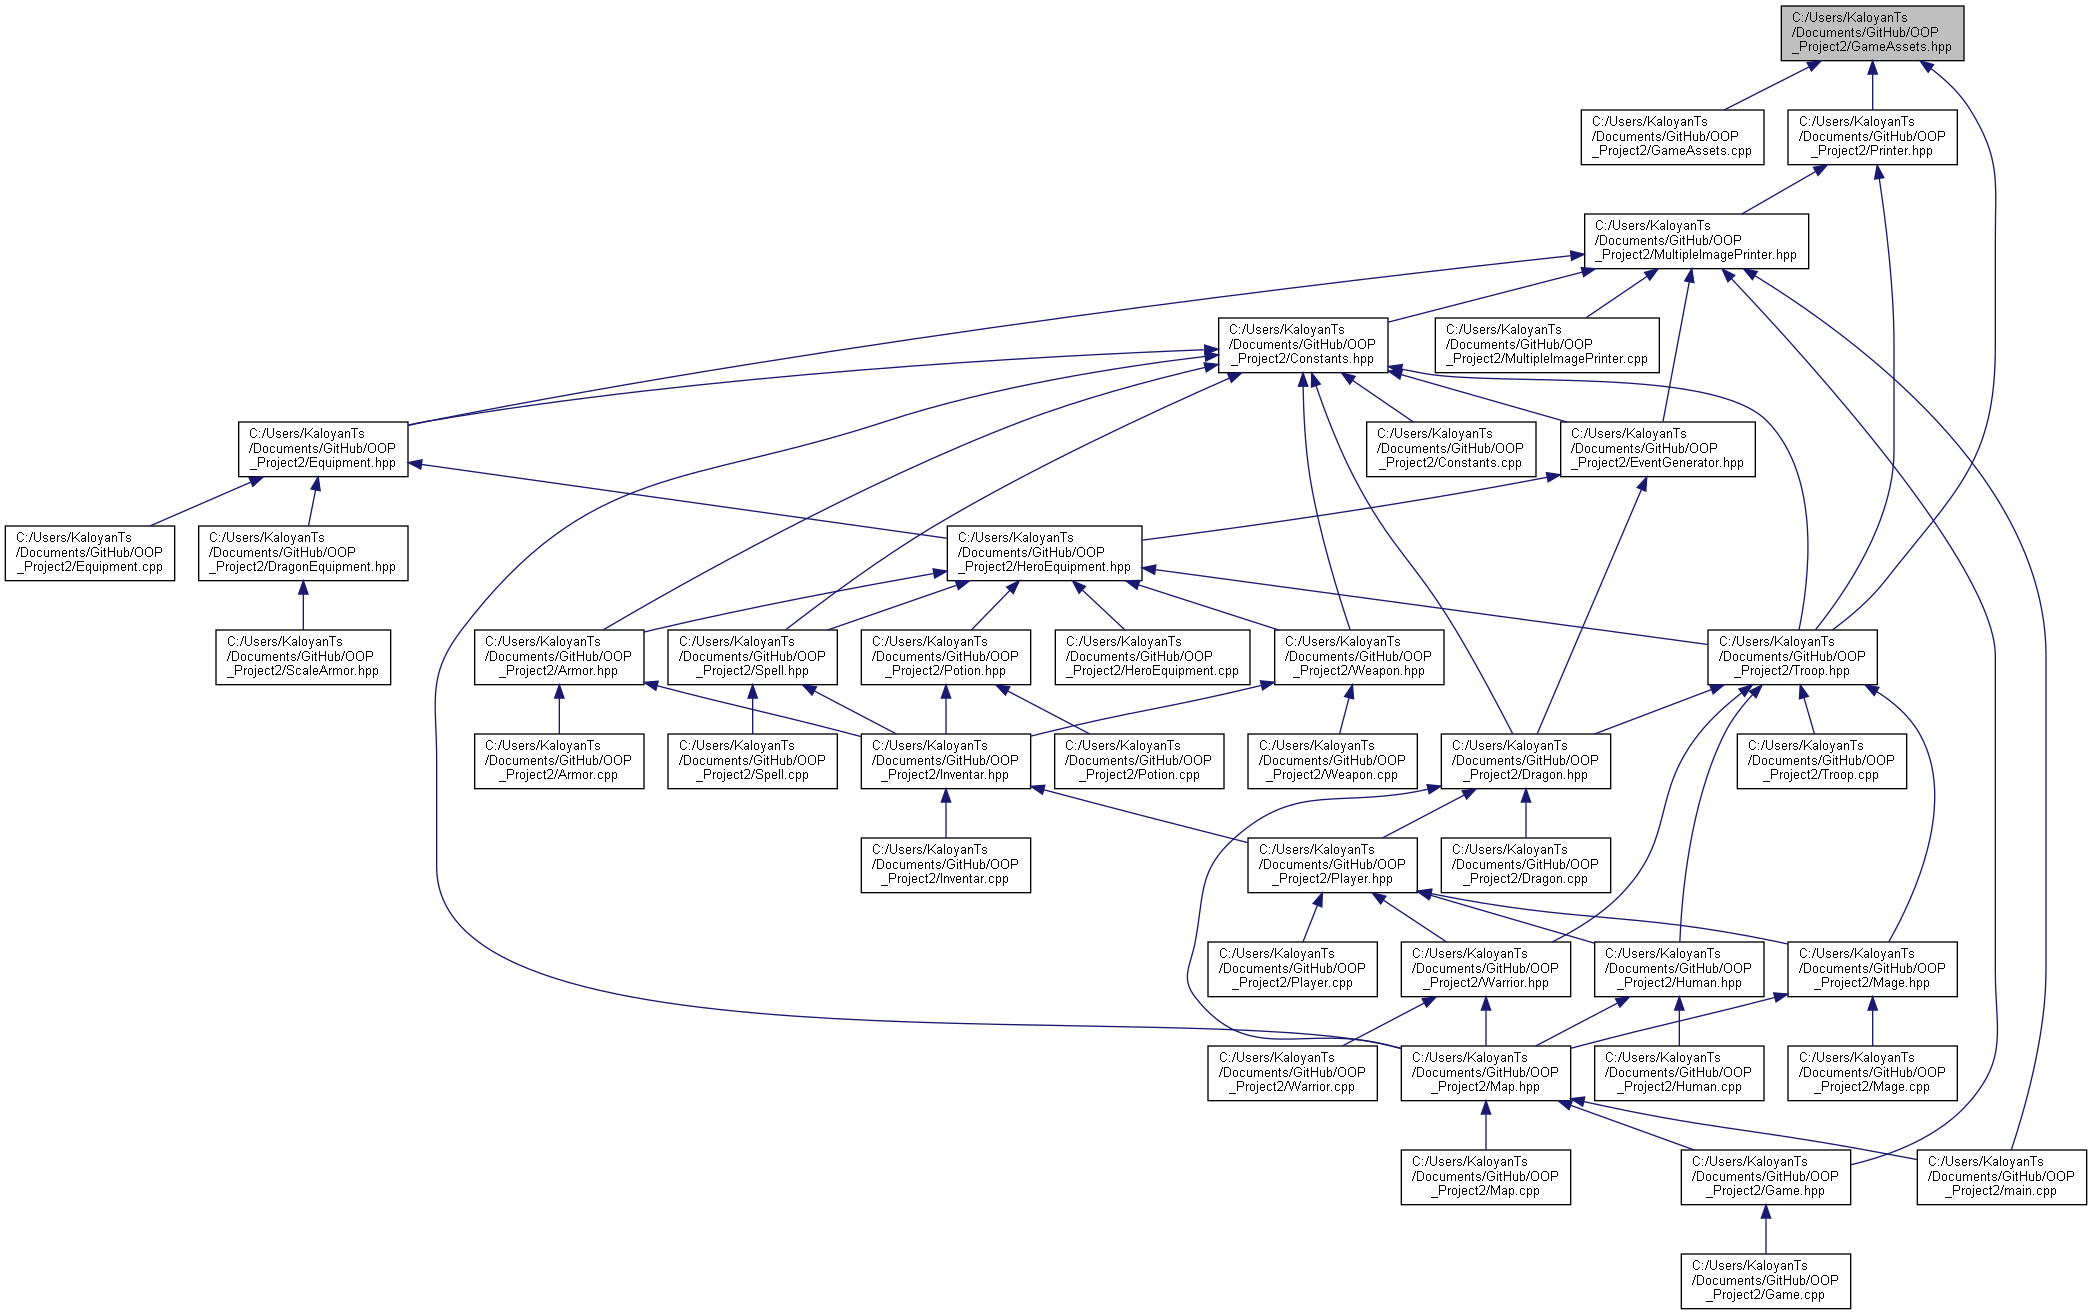 C:/Users/KaloyanTs
/Documents/GitHub/OOP
_Project2/GameAssets.hpp
C:/Users/KaloyanTs
/Documents/GitHub/OOP
_Project2/GameAssets.cpp
C:/Users/KaloyanTs
/Documents/GitHub/OOP
_Project2/Printer.hpp
C:/Users/KaloyanTs
/Documents/GitHub/OOP
_Project2/MultipleImagePrinter.hpp
C:/Users/KaloyanTs
/Documents/GitHub/OOP
_Project2/Constants.hpp
C:/Users/KaloyanTs
/Documents/GitHub/OOP
_Project2/MultipleImagePrinter.cpp
C:/Users/KaloyanTs
/Documents/GitHub/OOP
_Project2/Equipment.hpp
C:/Users/KaloyanTs
/Documents/GitHub/OOP
_Project2/Constants.cpp
C:/Users/KaloyanTs
/Documents/GitHub/OOP
_Project2/EventGenerator.hpp
C:/Users/KaloyanTs
/Documents/GitHub/OOP
_Project2/Equipment.cpp
C:/Users/KaloyanTs
/Documents/GitHub/OOP
_Project2/DragonEquipment.hpp
C:/Users/KaloyanTs
/Documents/GitHub/OOP
_Project2/HeroEquipment.hpp
C:/Users/KaloyanTs
/Documents/GitHub/OOP
_Project2/ScaleArmor.hpp
C:/Users/KaloyanTs
/Documents/GitHub/OOP
_Project2/Armor.hpp
C:/Users/KaloyanTs
/Documents/GitHub/OOP
_Project2/Spell.hpp
C:/Users/KaloyanTs
/Documents/GitHub/OOP
_Project2/Potion.hpp
C:/Users/KaloyanTs
/Documents/GitHub/OOP
_Project2/HeroEquipment.cpp
C:/Users/KaloyanTs
/Documents/GitHub/OOP
_Project2/Weapon.hpp
C:/Users/KaloyanTs
/Documents/GitHub/OOP
_Project2/Troop.hpp
C:/Users/KaloyanTs
/Documents/GitHub/OOP
_Project2/Armor.cpp
C:/Users/KaloyanTs
/Documents/GitHub/OOP
_Project2/Spell.cpp
C:/Users/KaloyanTs
/Documents/GitHub/OOP
_Project2/Inventar.hpp
C:/Users/KaloyanTs
/Documents/GitHub/OOP
_Project2/Potion.cpp
C:/Users/KaloyanTs
/Documents/GitHub/OOP
_Project2/Weapon.cpp
C:/Users/KaloyanTs
/Documents/GitHub/OOP
_Project2/Dragon.hpp
C:/Users/KaloyanTs
/Documents/GitHub/OOP
_Project2/Troop.cpp
C:/Users/KaloyanTs
/Documents/GitHub/OOP
_Project2/Inventar.cpp
C:/Users/KaloyanTs
/Documents/GitHub/OOP
_Project2/Player.hpp
C:/Users/KaloyanTs
/Documents/GitHub/OOP
_Project2/Dragon.cpp
C:/Users/KaloyanTs
/Documents/GitHub/OOP
_Project2/Player.cpp
C:/Users/KaloyanTs
/Documents/GitHub/OOP
_Project2/Warrior.hpp
C:/Users/KaloyanTs
/Documents/GitHub/OOP
_Project2/Human.hpp
C:/Users/KaloyanTs
/Documents/GitHub/OOP
_Project2/Mage.hpp
C:/Users/KaloyanTs
/Documents/GitHub/OOP
_Project2/Warrior.cpp
C:/Users/KaloyanTs
/Documents/GitHub/OOP
_Project2/Map.hpp
C:/Users/KaloyanTs
/Documents/GitHub/OOP
_Project2/Human.cpp
C:/Users/KaloyanTs
/Documents/GitHub/OOP
_Project2/Mage.cpp
C:/Users/KaloyanTs
/Documents/GitHub/OOP
_Project2/Map.cpp
C:/Users/KaloyanTs
/Documents/GitHub/OOP
_Project2/Game.hpp
C:/Users/KaloyanTs
/Documents/GitHub/OOP
_Project2/main.cpp
C:/Users/KaloyanTs
/Documents/GitHub/OOP
_Project2/Game.cpp